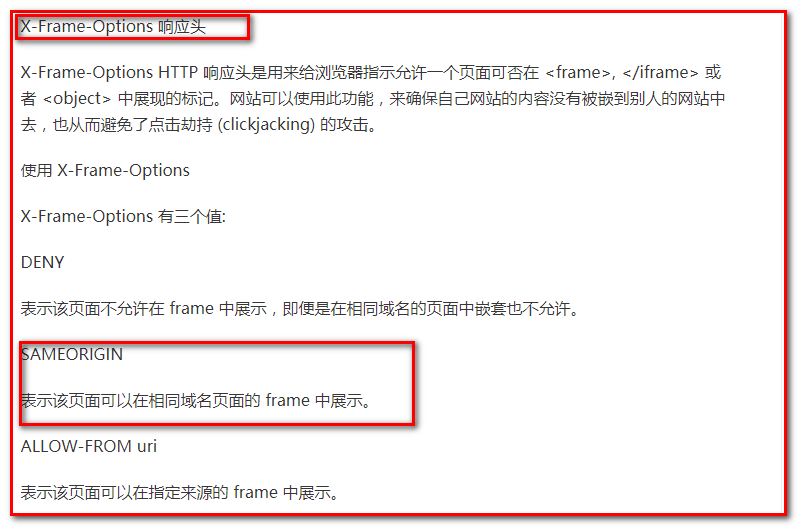 X-Frame-Options 响应头
X-Frame-Options HTTP 响应头是用来给浏览器指示允许一个页面可否在 <frame>, </iframe> 或
者 <object> 中展现的标记。网站可以使用此功能，来确保自己网站的内容没有被嵌到别人的网站中
去，也从而避免了点击劫持 (clickjacking) 的攻击。
使用 X-Frame-Options
X-Frame-Options 有三个值:
DENY
表示该页面不允许在 frame 中展示，即便是在相同域名的页面中嵌套也不允许。
SAMEORIGIN
表示该页面可以在相同域名页面的 frame 中展示。
ALLOW-FROM uri
表示该页面可以在指定来源的 frame 中展示。